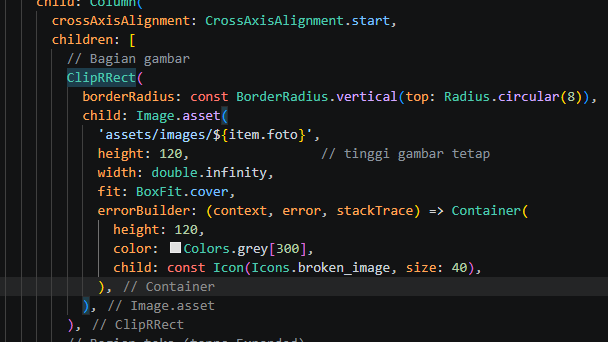 child: Column(
crossAxisAlignment: CrossAxisAlignment.start,
children: [
// Bagian gambar
ClipRRect(
borderRadius: const BorderRadius.vertical(top: Radius.circular(8)),
child: Image.asset(
'assets/images/${item.foto}',
height: 120, // tinggi gambar tetap
width: double.infinity,
fit: BoxFit.cover,
errorBuilder: (context, error, stackTrace) => Container(
height: 120,
color: Colors.grey[300],
child: const Icon(Icons.broken_image, size: 40),
), // Container
), // Image.asset
), // ClipRRect
// Bagian teks (tanpa Expanded)